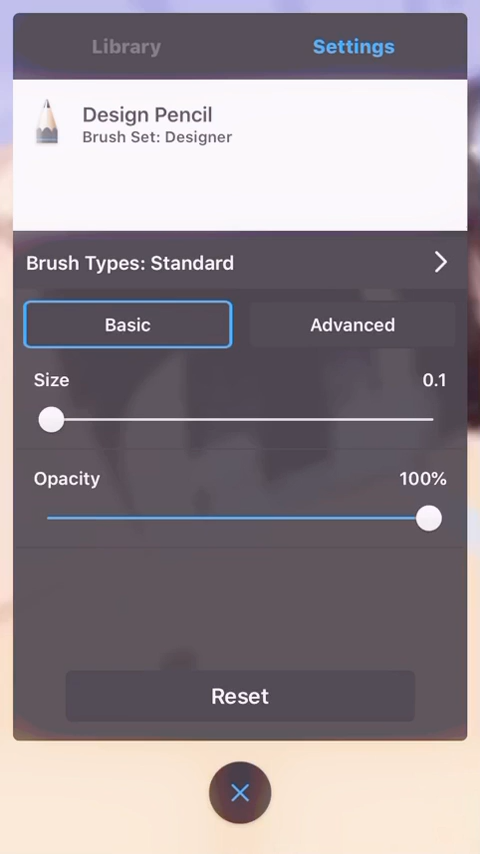 Library
Settings
Design Pencil
Brush Set: Designer
Brush Types: Standard
Basic
Advanced
Size
0.1
Opacity
100%
Reset